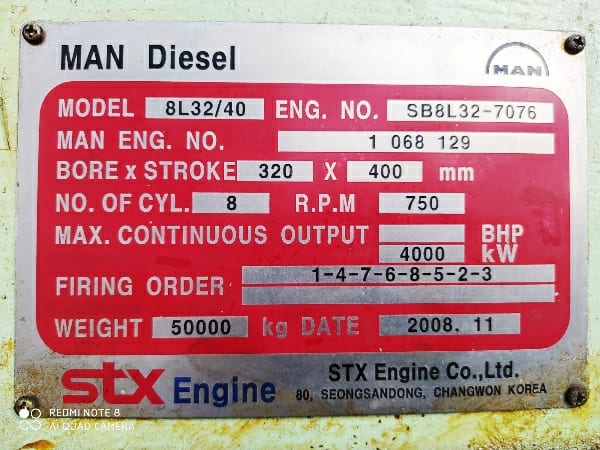 MAN Diesel
MAN
MODEL 8L32/40 ENG. NO. SB8L32-7076
MAN ENG. NO. 1 068 129
BORE x STROKE 320 X 400 mm
NO. OF CYL. 8 R.P.M 750
MAX. CONTINUOUS OUTPUT BHP
4000 kW
FIRING ORDER 1-4-7-6-8-5-2-3
WEIGHT 50000 kg DATE 2008. 11
STX Engine STX Engine Co.,Ltd.
80, SEONGSANDONG, CHANGWON KOREA
REDMI NOTE 8
AI QUAD CAMERA